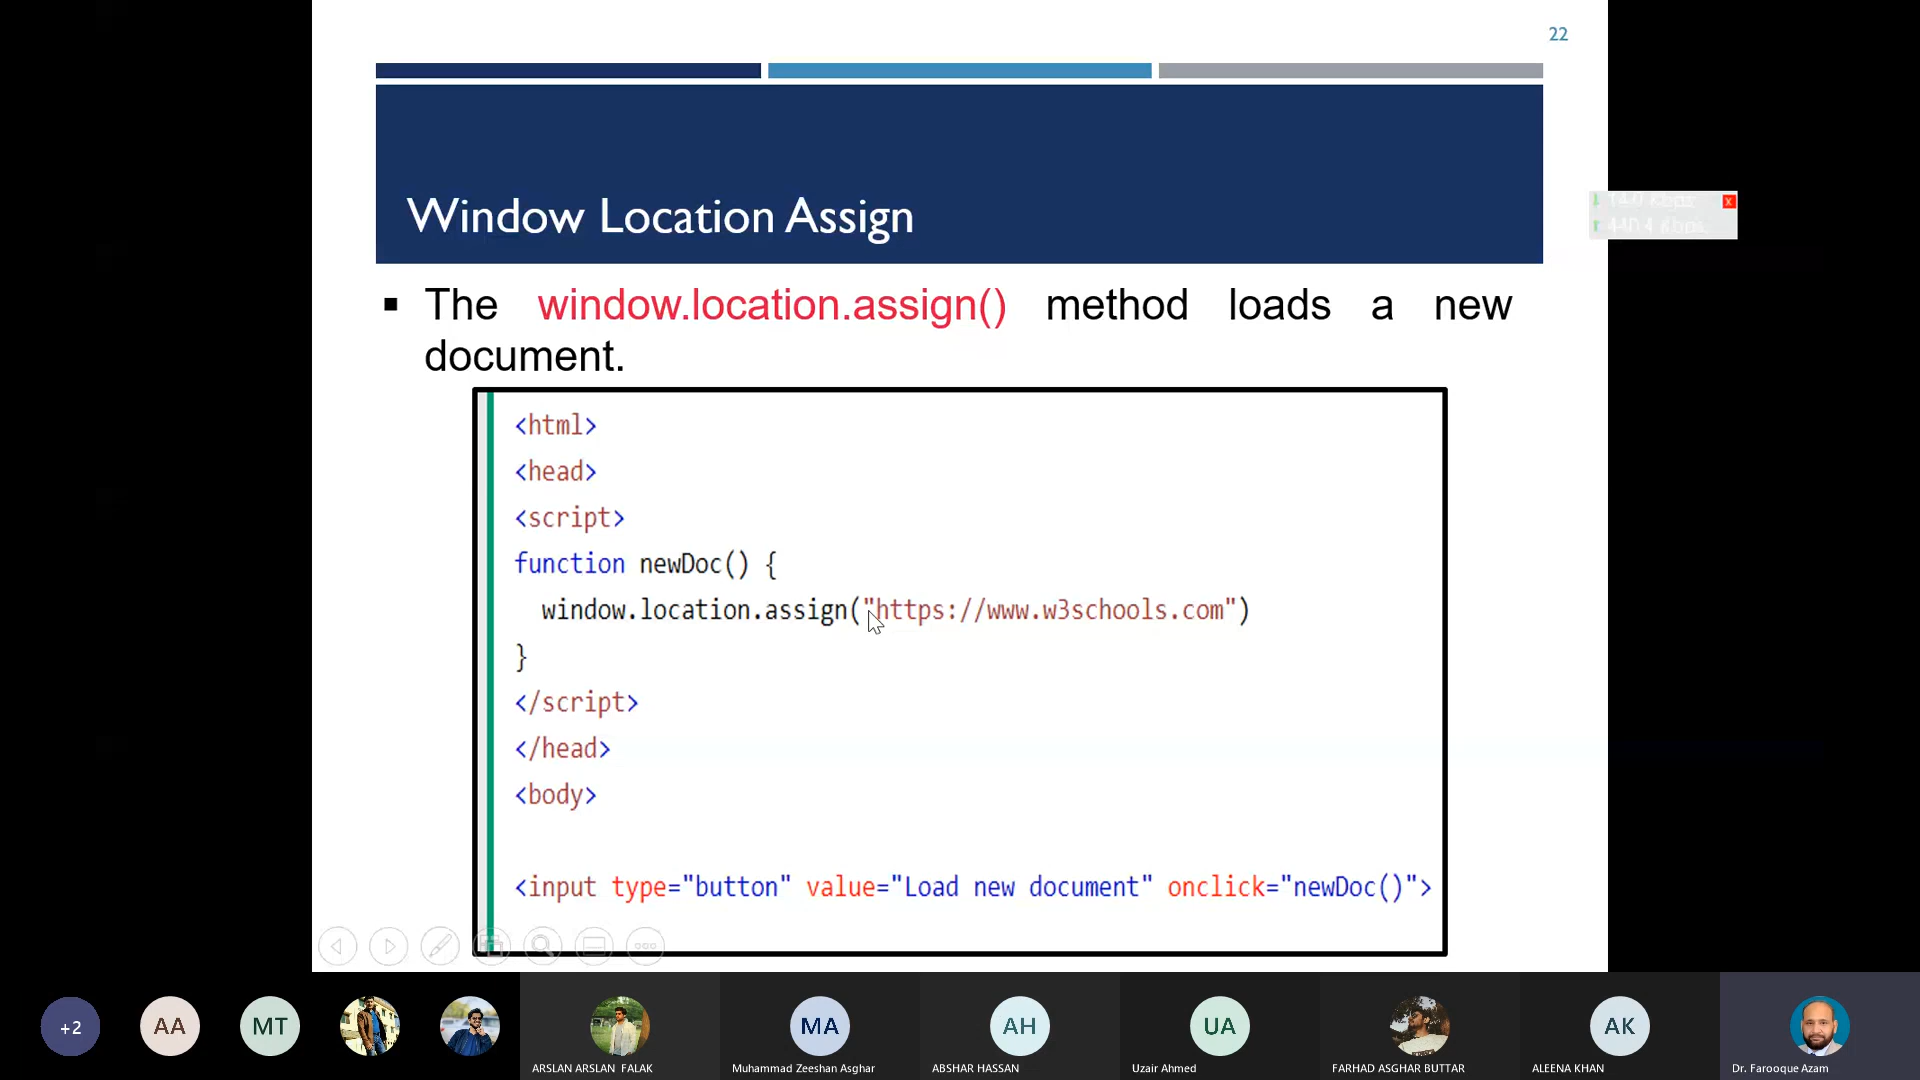 22
Window Location Assign
▪ The window.location.assign() method loads a new
document.
<html>
<head>
<script>
function newDoc() {
window.location.assign("https://www.w3schools.com")
}
</script>
</head>
<body>
<input type="button" value="Load new document" onclick="newDoc()">
x
+2
AA
MT
MA
AH
UA
AK
ARSLAN ARSLAN FALAK
Muhammad Zeeshan Asghar
ABSHAR HASSAN
Uzair Ahmed
FARHAD ASGHAR BUTTAR
ALEENA KHAN
Dr. Farooque Azam